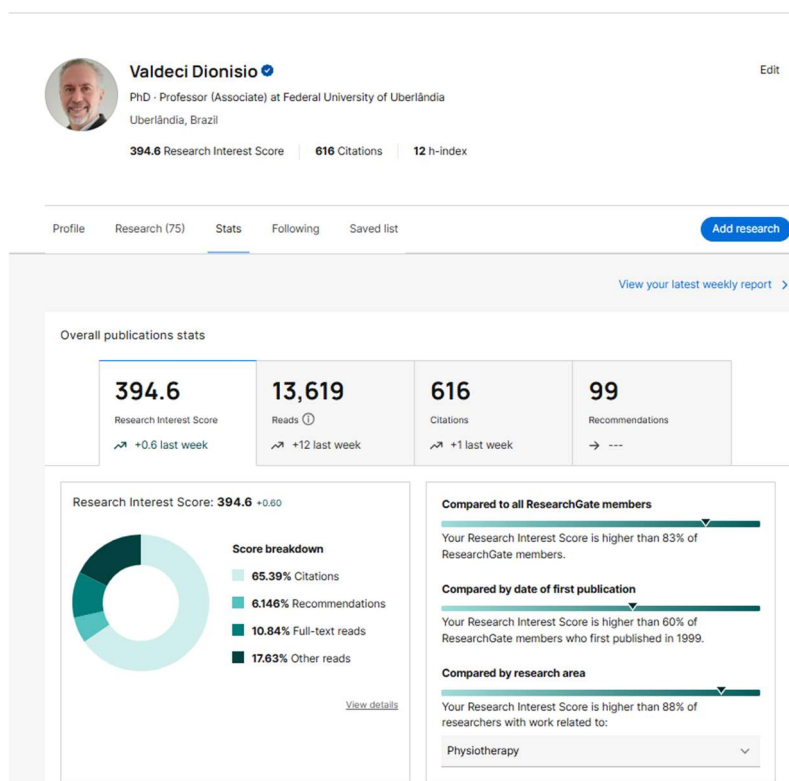 Valdeci Dionisio
Edit
PhD · Professor (Associate) at Federal University of Uberlândia
Uberlândia, Brazil
394.6 Research Interest Score 616 Citations 12 h-index
Profile Research (75) Stats Following Saved list Add research
View your latest weekly report
Overall publications stats
394.6 13,619 616 99
Research Interest Score Reads Citations Recommendations
+0.6 last week +12 last week +1 last week ---
Research Interest Score: 394.6 +0.60
Score breakdown
65.39% Citations
6.146% Recommendations
10.84% Full-text reads
17.63% Other reads
View details
Compared to all ResearchGate members
Your Research Interest Score is higher than 83% of
ResearchGate members.
Compared by date of first publication
Your Research Interest Score is higher than 60% of
ResearchGate members who first published in 1999.
Compared by research area
Your Research Interest Score is higher than 88% of
researchers with work related to:
Physiotherapy